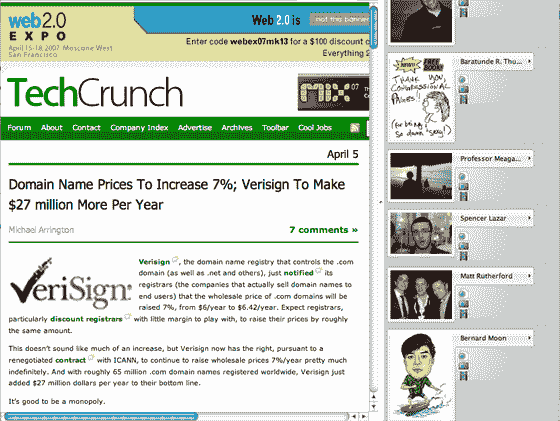 web2.0
EXPO
April 15-18, 2007 Moscone West
San Francisco
Web 2.0 is
not this banner
Enter code webex07mk13 for a $100 discount o
Everything 2
TechCrunch
MIX 07
Forum About Contact Company Index Advertise Archives Toolbar Cool Jobs
April 5
Domain Name Prices To Increase 7%; Verisign To Make
$27 million More Per Year
Michael Arrington
7 comments »
VeriSign
Verisign, the domain name registry that controls the .com
domain (as well as .net and others), just notified its
registrars (the companies that actually sell domain names to
end users) that the wholesale price of .com domains will be
raised 7%, from $6/year to $6.42/year. Expect registrars,
particularly discount registrars, with little margin to play with, to raise their prices by roughly
the same amount.
This doesn't sound like much of an increase, but Verisign now has the right, pursuant to a
renegotiated contract with ICANN, to continue to raise wholesale prices 7%/year pretty much
indefinitely. And with roughly 65 million .com domain names registered worldwide, Verisign just
added $27 million dollars per year to their bottom line.
It's good to be a monopoly.
Baratunde R. Thu...
NEW!! FREE BOOK!
THANK YOU,
CONGRESSIONAL
PAGES!
(for being
so damn "sexy!")
Professor Meaga...
Spencer Lazar
Matt Rutherford
Bernard Moon